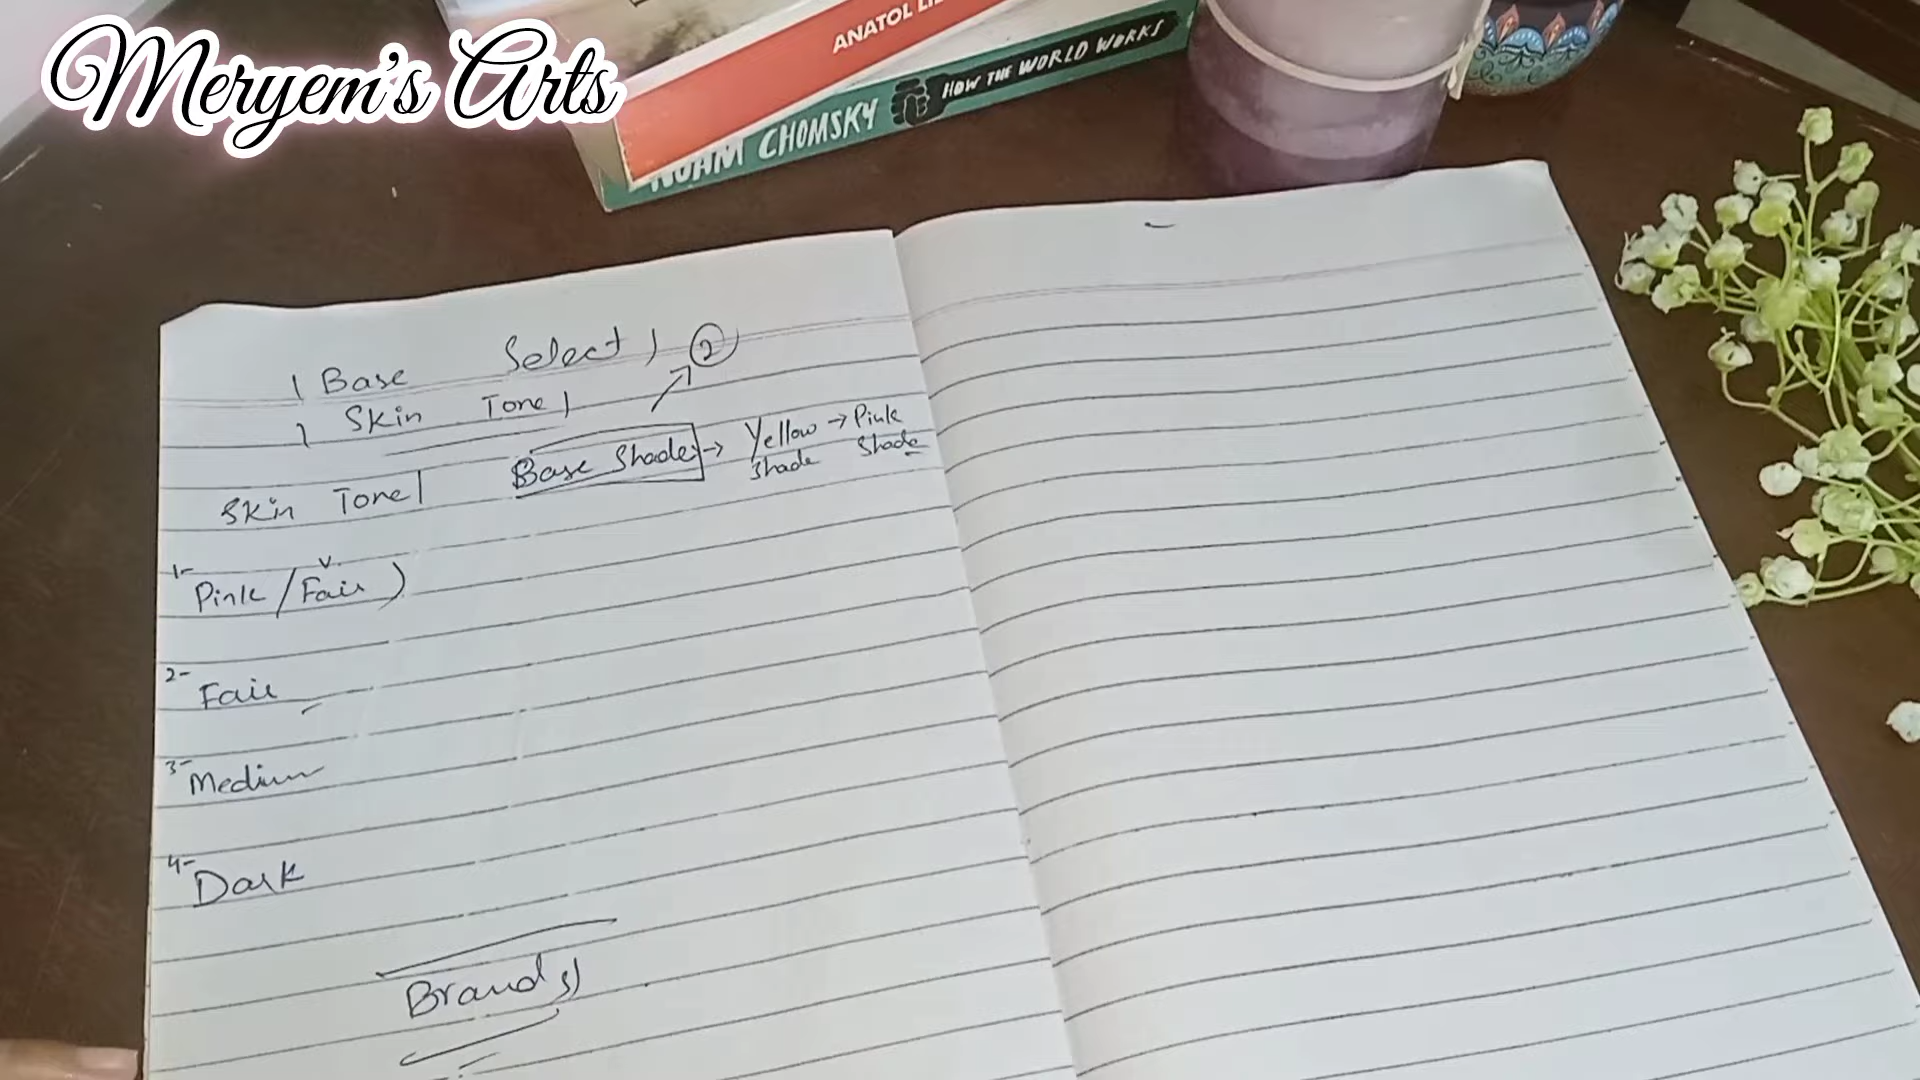 Meryem's Arts
ANATOL
NOAM CHOMSKY HOW THE WORLD WORKS
Base Select
2
Skin Tone
Skin Tone
Base Shade → Yellow Shade → Pink Shade
1- Pink / V. Fair
2- Fair
3- Medium
4- Dark
Brands